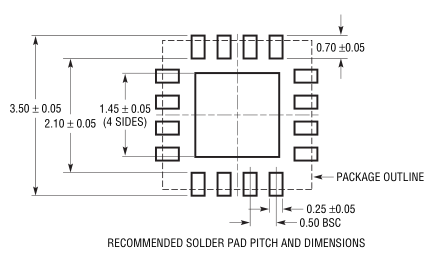 0.70 ±0.05
3.50 ± 0.05
1.45 ± 0.05
(4 SIDES)
2.10 ± 0.05
PACKAGE OUTLINE
0.25 ±0.05
0.50 BSC
RECOMMENDED SOLDER PAD PITCH AND DIMENSIONS